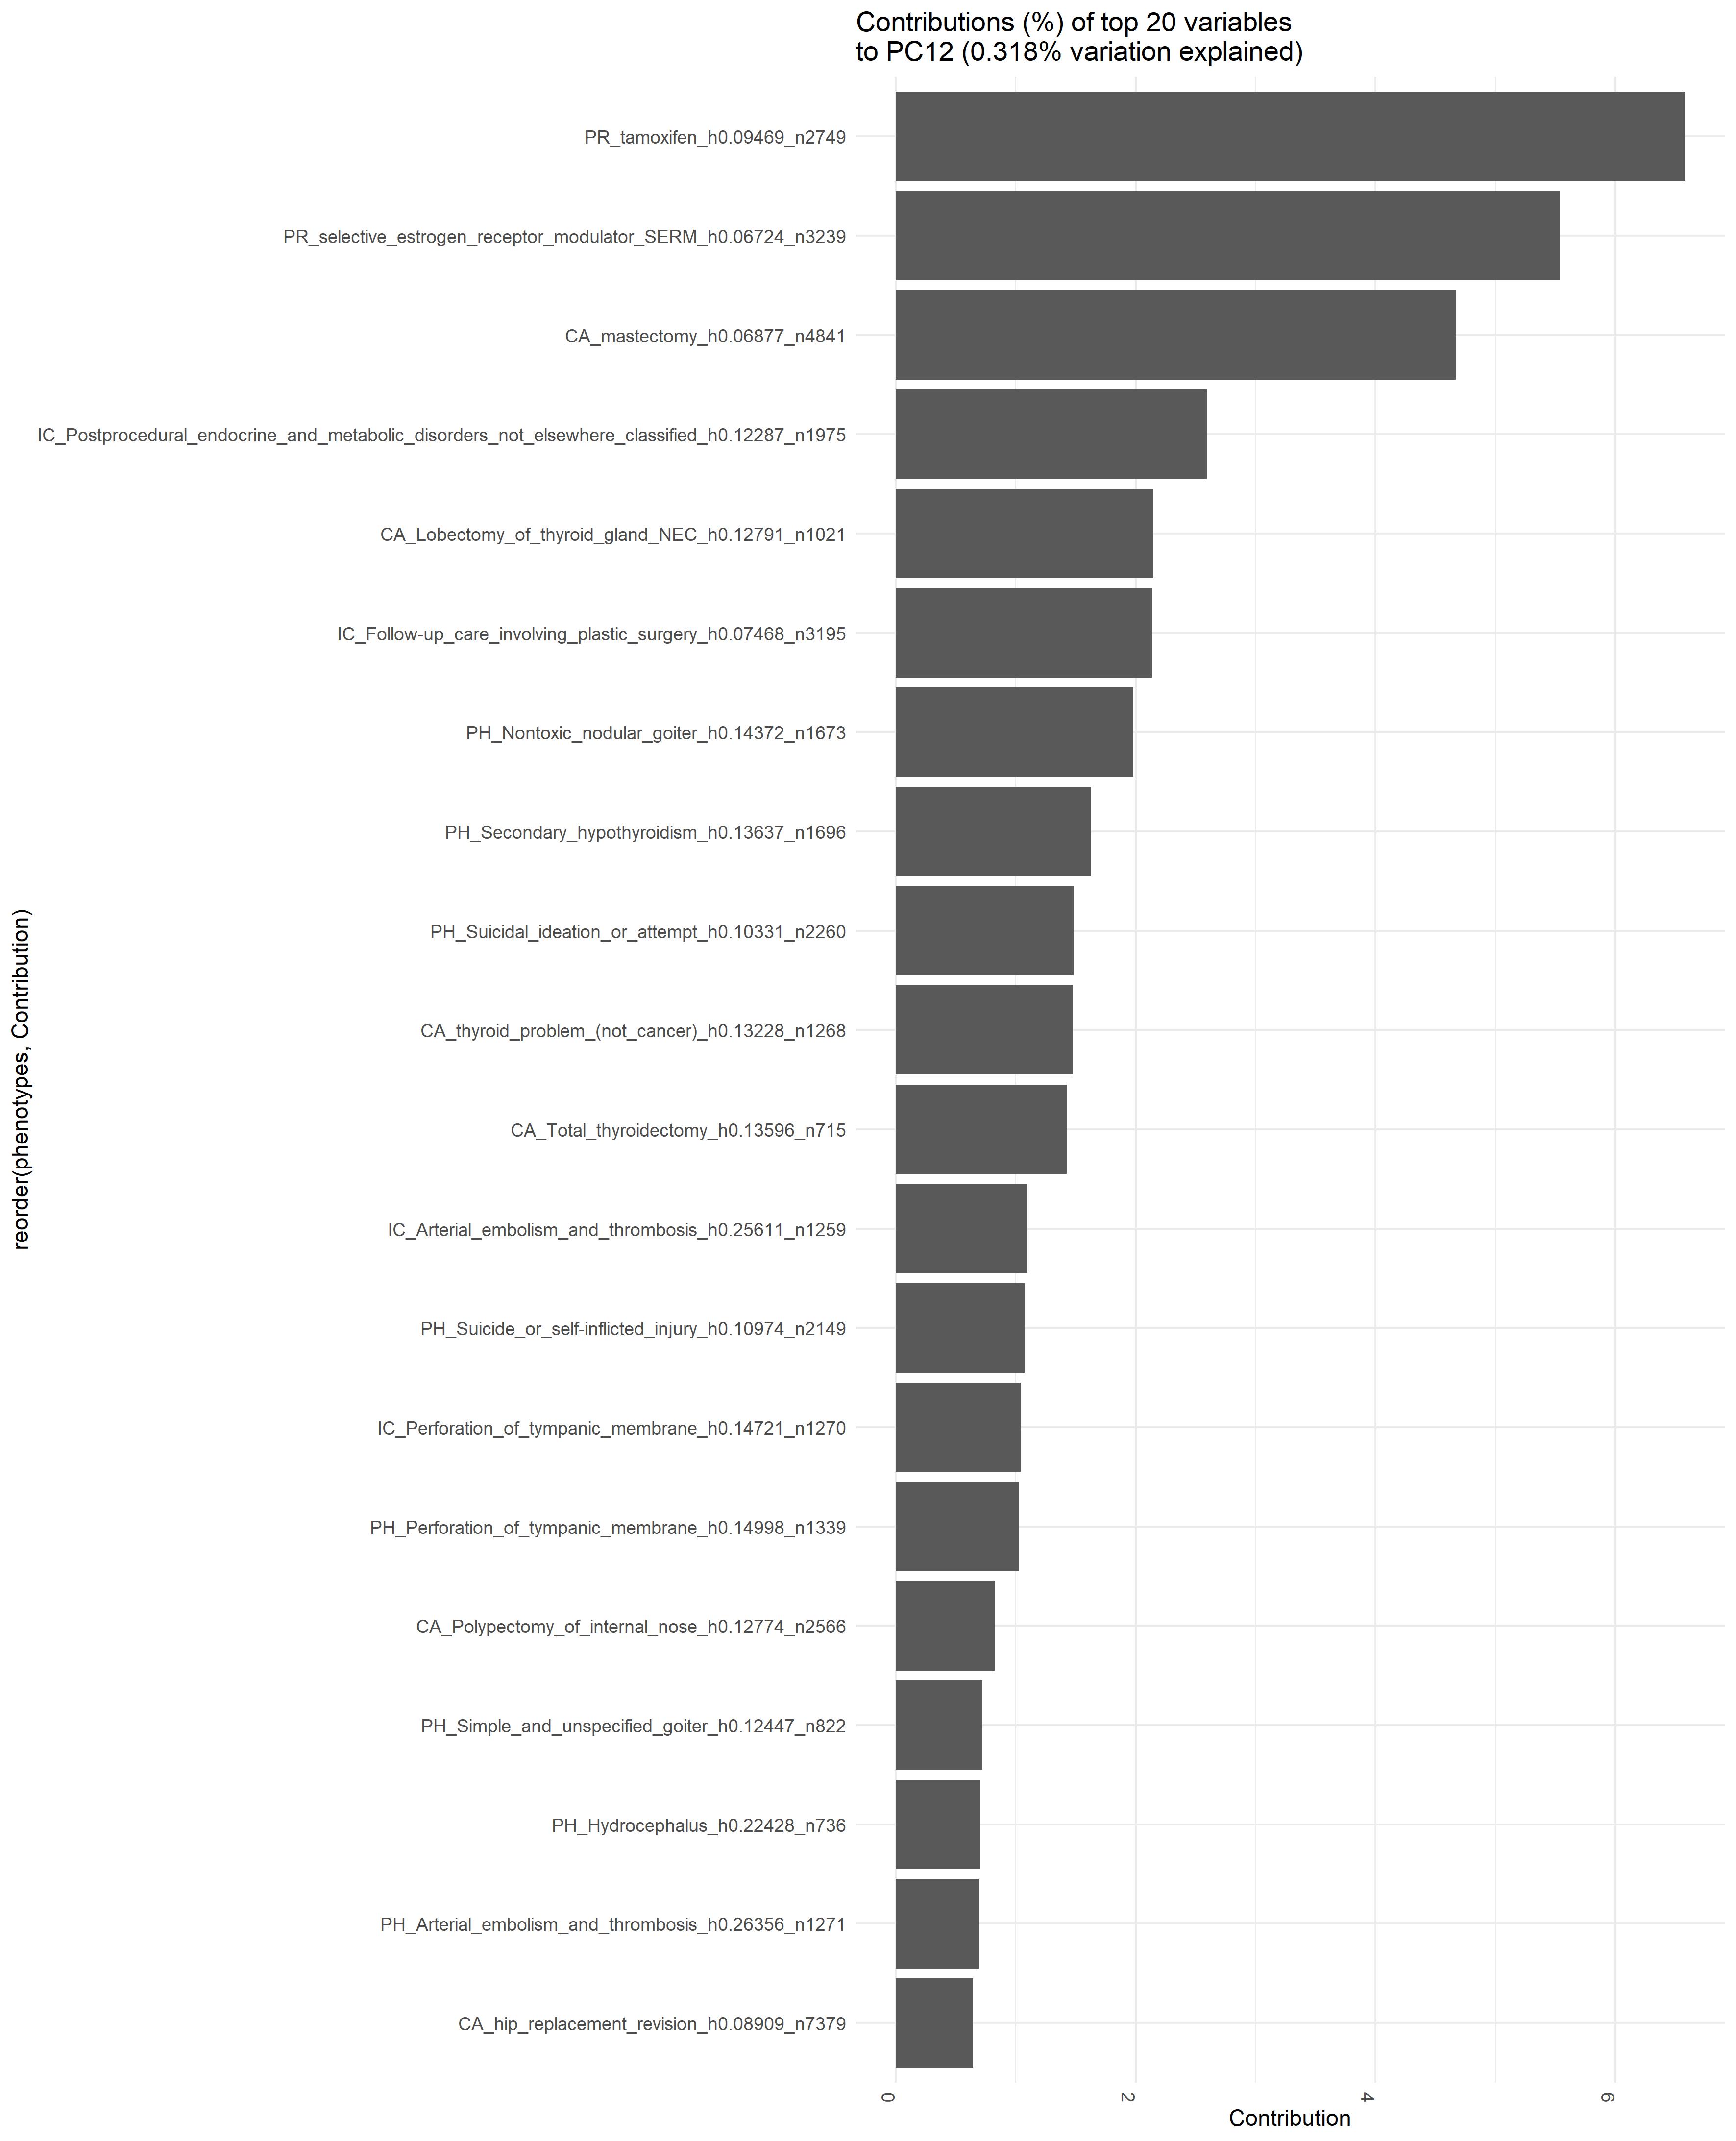 Contributions (%) of top 20 variables
to PC12 (0.318% variation explained)
PR_tamoxifen_h0.09469_n2749
PR_selective_estrogen_receptor_modulator_SERM_h0.06724_n3239
CA_mastectomy_h0.06877_n4841
IC_Postprocedural_endocrine_and_metabolic_disorders_not_elsewhere_classified_h0.12287_n1975
CA_Lobectomy_of_thyroid_gland_NEC_h0.12791_n1021
IC_Follow-up_care_involving_plastic_surgery_h0.07468_n3195
PH_Nontoxic_nodular_goiter_h0.14372_n1673
PH_Secondary_hypothyroidism_h0.13637_n1696
PH_Suicidal_ideation_or_attempt_h0.10331_n2260
CA_thyroid_problem_(not_cancer)_h0.13228_n1268
CA_Total_thyroidectomy_h0.13596_n715
IC_Arterial_embolism_and_thrombosis_h0.25611_n1259
PH_Suicide_or_self-inflicted_injury_h0.10974_n2149
IC_Perforation_of_tympanic_membrane_h0.14721_n1270
PH_Perforation_of_tympanic_membrane_h0.14998_n1339
CA_Polypectomy_of_internal_nose_h0.12774_n2566
PH_Simple_and_unspecified_goiter_h0.12447_n822
PH_Hydrocephalus_h0.22428_n736
PH_Arterial_embolism_and_thrombosis_h0.26356_n1271
CA_hip_replacement_revision_h0.08909_n7379
reorder(phenotypes, Contribution)
0 2 4 6
Contribution